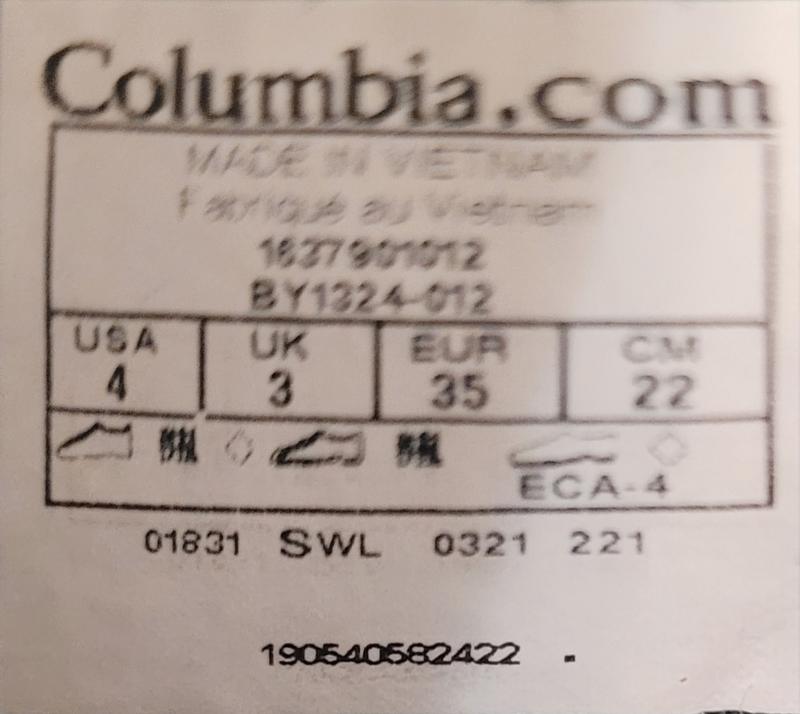 Columbia.com
MADE IN VIETNAM
Fabriqué au Vietnam
1637901012
BY1324-012
USA UK EUR CM
4 3 35 22
ECA-4
01831 SWL 0321 221
190540582422 .